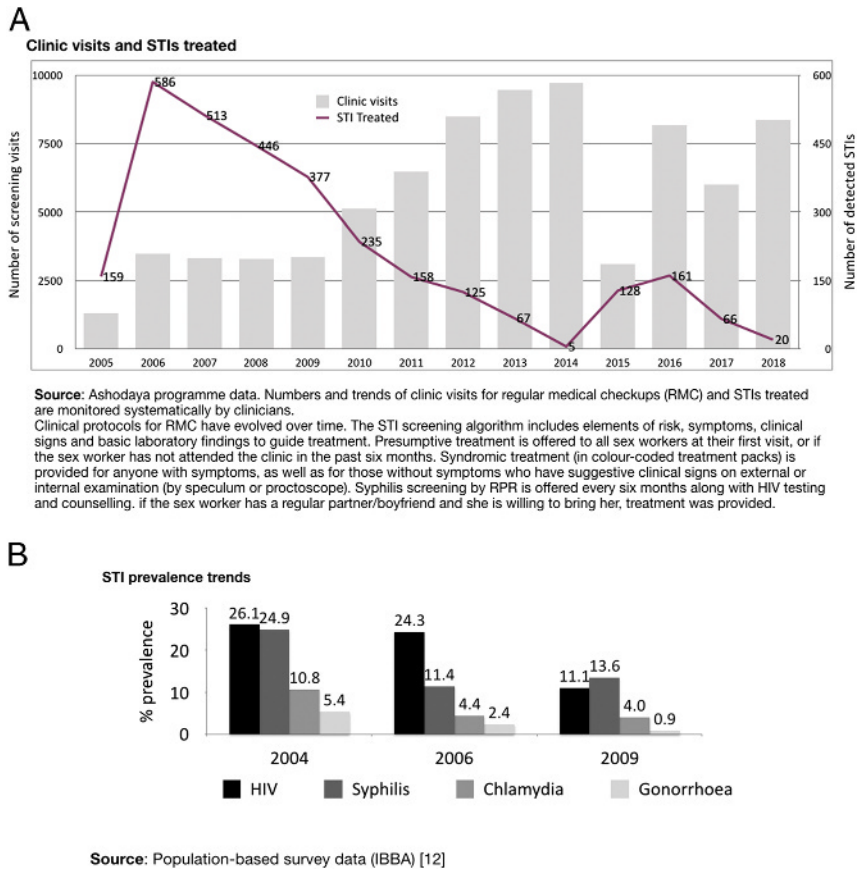 A
Clinic visits and STIs treated
10000
7500
5000
2500
0
Number of screening visits
600
450
300
150
0
Number of detected STIs
Clinic visits
STI Treated
159
586
513
446
377
235
158
125
67
5
128
161
66
20
2005 2006 2007 2008 2009 2010 2011 2012 2013 2014 2015 2016 2017 2018
Source: Ashodaya programme data. Numbers and trends of clinic visits for regular medical checkups (RMC) and STIs treated
are monitored systematically by clinicians.
Clinical protocols for RMC have evolved over time. The STI screening algorithm includes elements of risk, symptoms, clinical
signs and basic laboratory findings to guide treatment. Presumptive treatment is offered to all sex workers at their first visit, or if
the sex worker has not attended the clinic in the past six months. Syndromic treatment (in colour-coded treatment packs) is
provided for anyone with symptoms, as well as for those without symptoms who have suggestive clinical signs on external or
internal examination (by speculum or proctoscope). Syphilis screening by RPR is offered every six months along with HIV testing
and counselling. if the sex worker has a regular partner/boyfriend and she is willing to bring her, treatment was provided.
B
STI prevalence trends
% prevalence
30
20
10
0
26.1 24.9 10.8 5.4
24.3 11.4 4.4 2.4
11.1 13.6 4.0 0.9
2004 2006 2009
HIV Syphilis Chlamydia Gonorrhoea
Source: Population-based survey data (IBBA) [12]